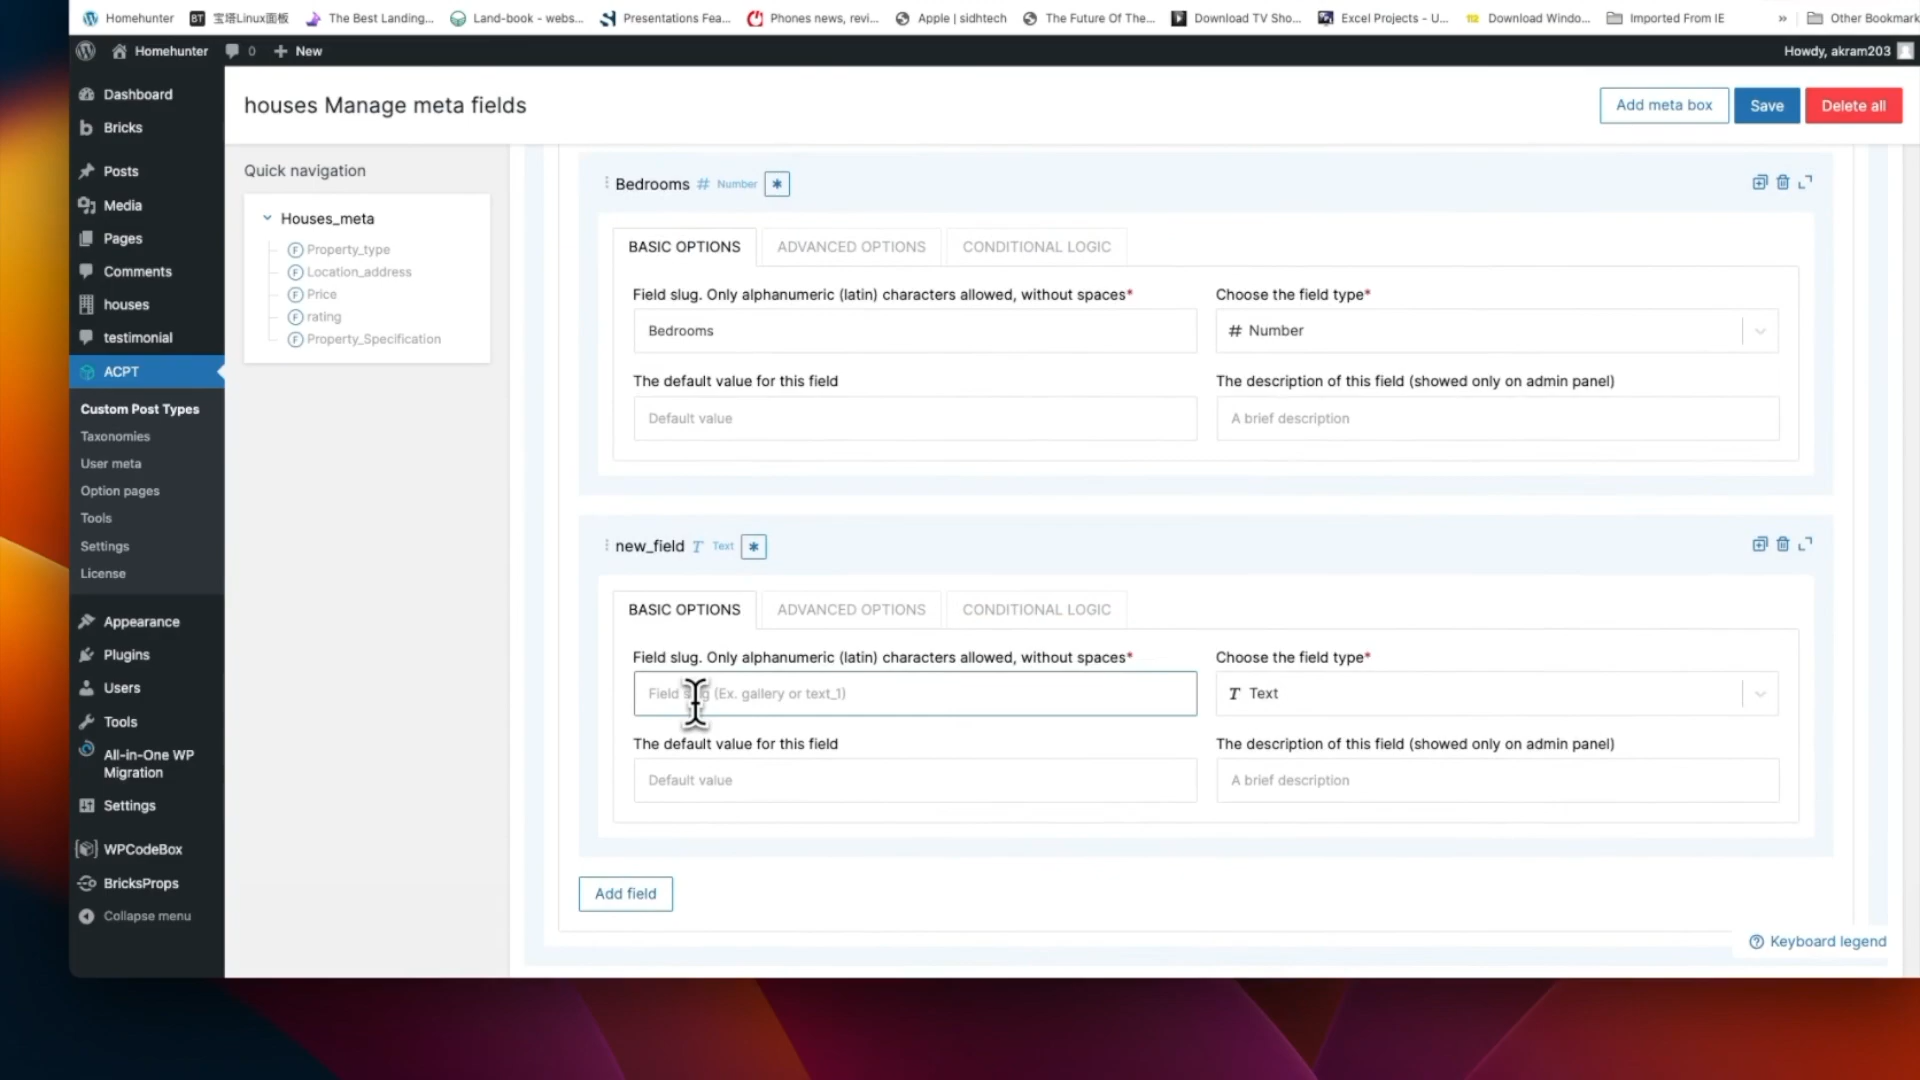 Homehunter
BT 宝塔Linux面板
The Best Landing...
Land-book - webs...
Presentations Fea...
Phones news, revi...
Apple | sidhtech
The Future Of The...
Download TV Sho...
Excel Projects - U...
Download Windo...
Imported From IE
»
Other Bookmark
Homehunter
0
+ New
Howdy, akram203
Dashboard
Bricks
Posts
Media
Pages
Comments
houses
testimonial
ACPT
Custom Post Types
Taxonomies
User meta
Option pages
Tools
Settings
License
Appearance
Plugins
Users
Tools
All-in-One WP
Migration
Settings
WPCodeBox
BricksProps
Collapse menu
houses Manage meta fields
Add meta box
Save
Delete all
Quick navigation
Houses_meta
F Property_type
F Location_address
F Price
F rating
F Property_Specification
Bedrooms # Number *
BASIC OPTIONS
ADVANCED OPTIONS
CONDITIONAL LOGIC
Field slug. Only alphanumeric (latin) characters allowed, without spaces*
Choose the field type*
Bedrooms
# Number
The default value for this field
The description of this field (showed only on admin panel)
Default value
A brief description
new_field T Text *
BASIC OPTIONS
ADVANCED OPTIONS
CONDITIONAL LOGIC
Field slug. Only alphanumeric (latin) characters allowed, without spaces*
Choose the field type*
Field slug (Ex. gallery or text_1)
T Text
The default value for this field
The description of this field (showed only on admin panel)
Default value
A brief description
Add field
Keyboard legend